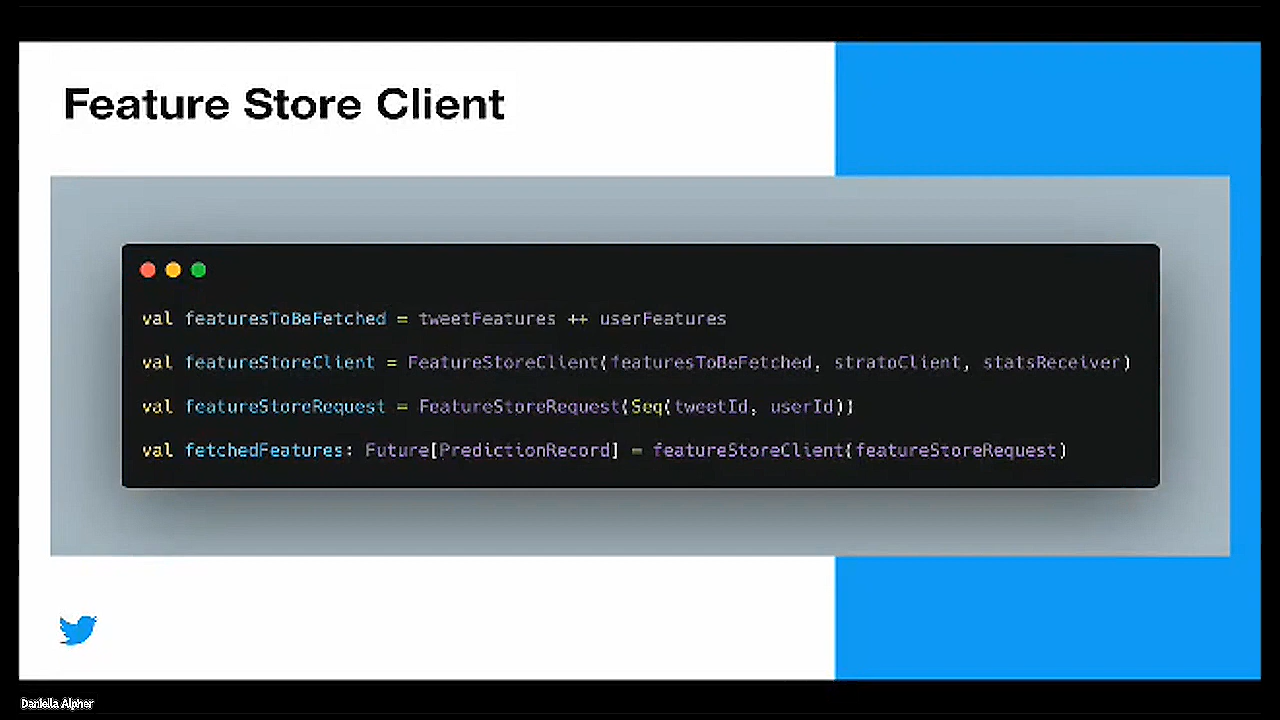 Feature Store Client
val featuresToBeFetched = tweetFeatures ++ userFeatures
val featureStoreClient = FeatureStoreClient(featuresToBeFetched, stratoClient, statsReceiver)
val featureStoreRequest = FeatureStoreRequest(Seq(tweetId, userId))
val fetchedFeatures: Future[PredictionRecord] = featureStoreClient(featureStoreRequest)
Daniella Alpher